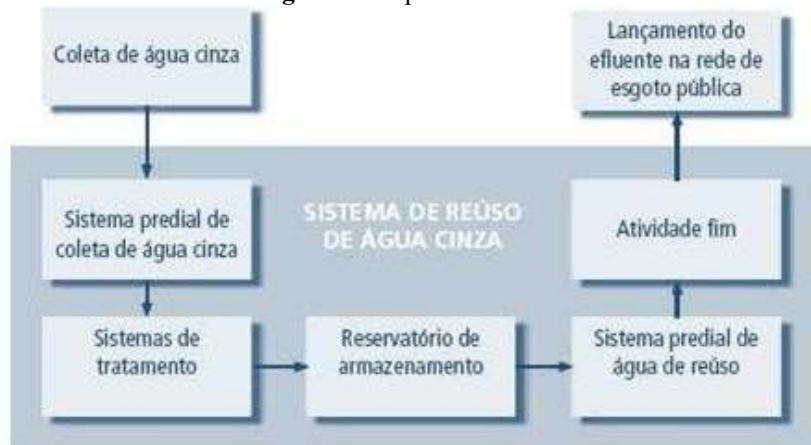 Coleta de água cinza
Lançamento do
efluente na rede de
esgoto pública
Sistema predial de
coleta de água cinza
SISTEMA DE REÚSO
DE ÁGUA CINZA
Atividade fim
Sistemas de
tratamento
Reservatório de
armazenamento
Sistema predial de
água de reúso